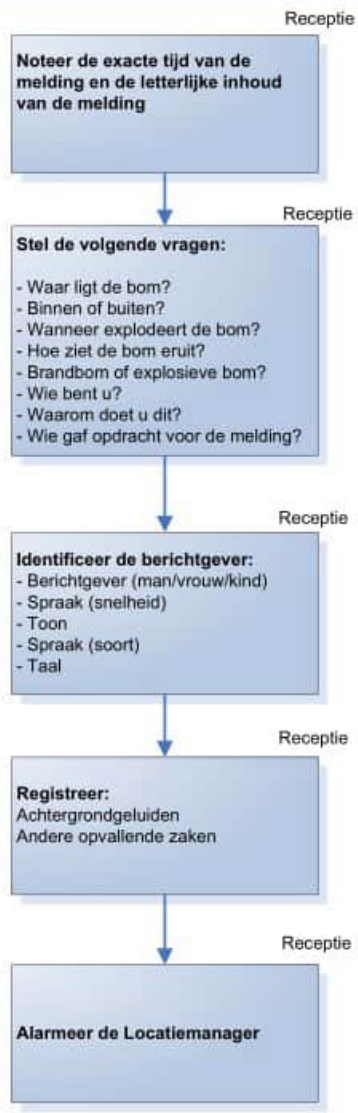 Receptie
Noteer de exacte tijd van de
melding en de letterlijke inhoud
van de melding
Receptie
Stel de volgende vragen:
- Waar ligt de bom?
- Binnen of buiten?
- Wanneer explodeert de bom?
- Hoe ziet de bom eruit?
- Brandbom of explosieve bom?
- Wie bent u?
- Waarom doet u dit?
- Wie gaf opdracht voor de melding?
Receptie
Identificeer de berichtgever:
- Berichtgever (man/vrouw/kind)
- Spraak (snelheid)
- Toon
- Spraak (soort)
- Taal
Receptie
Registreer:
Achtergrondgeluiden
Andere opvallende zaken
Receptie
Alarmeer de Locatiemanager